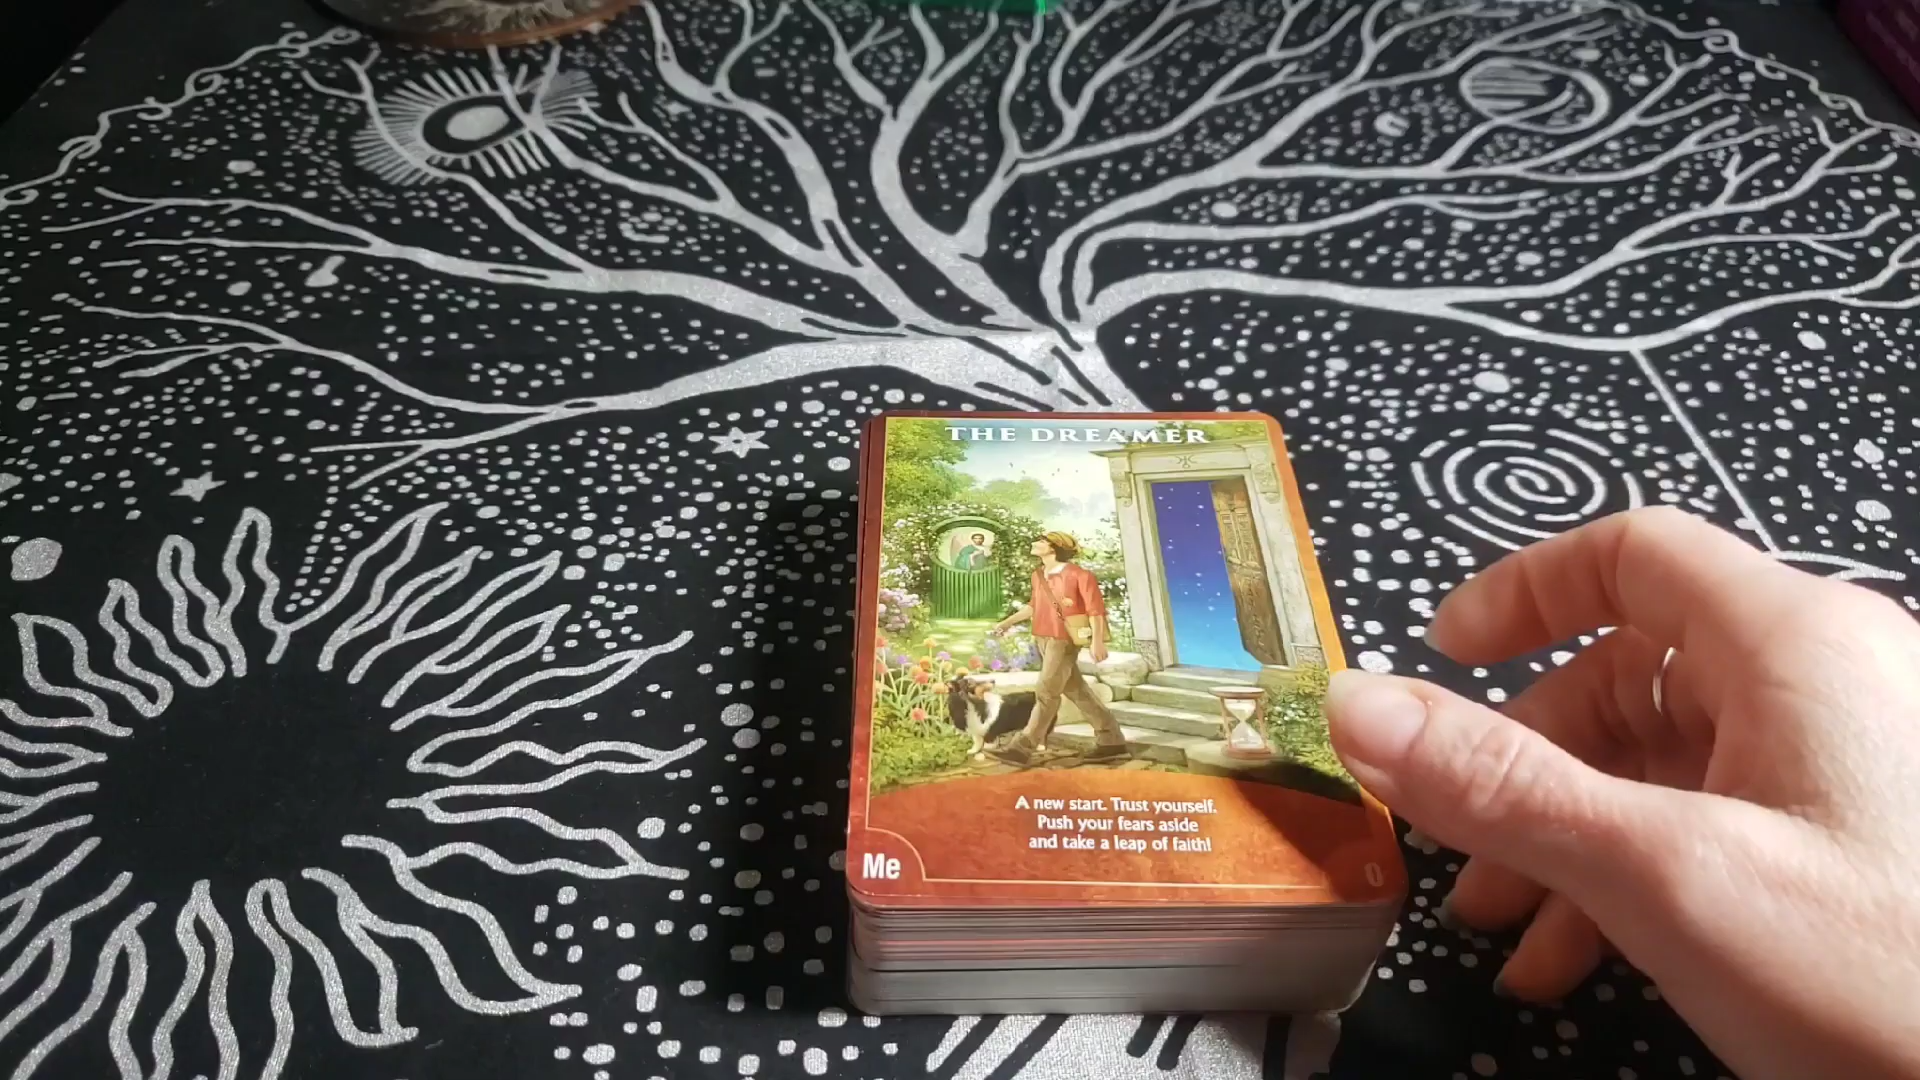 THE DREAMER
A new start. Trust yourself.
Push your fears aside
and take a leap of faith!
Me
0